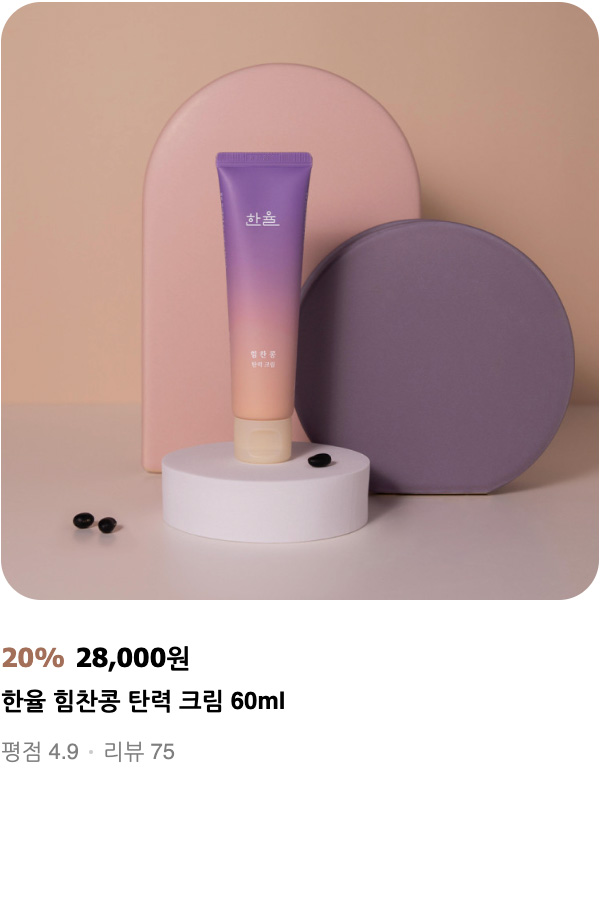 한율
힘찬콩
탄력 크림
20% 28,000원
한율 힘찬콩 탄력 크림 60ml
평점 4.9 • 리뷰 75